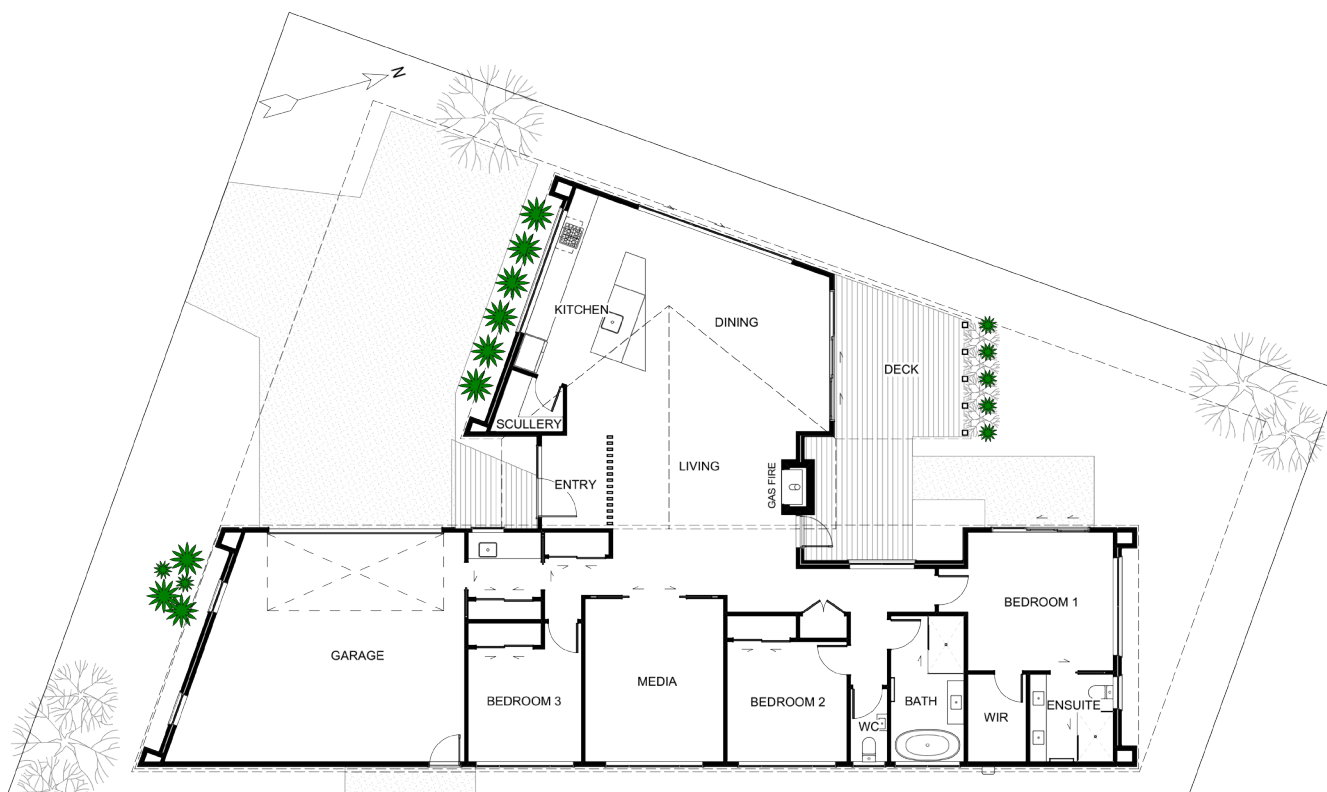 N
KITCHEN
DINING
DECK
SCULLERY
LIVING
GAS FIRE
ENTRY
BEDROOM 1
GARAGE
MEDIA
BEDROOM 3
BEDROOM 2
BATH
ENSUITE
WIR
WC